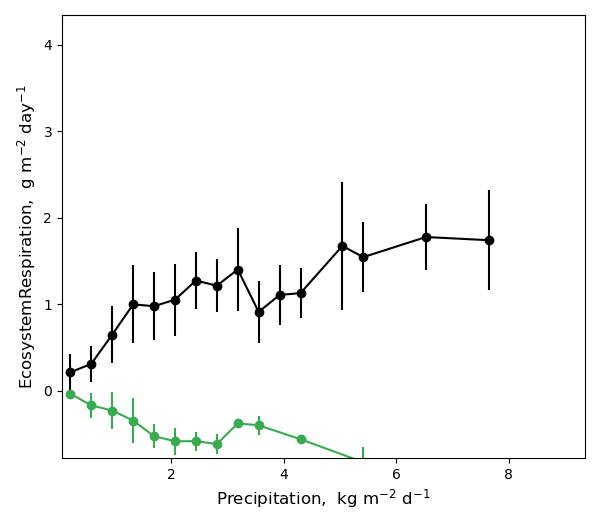 4
3
2
1
0
EcosystemRespiration, g m⁻² day⁻¹
2 4 6 8
Precipitation, kg m⁻² d⁻¹